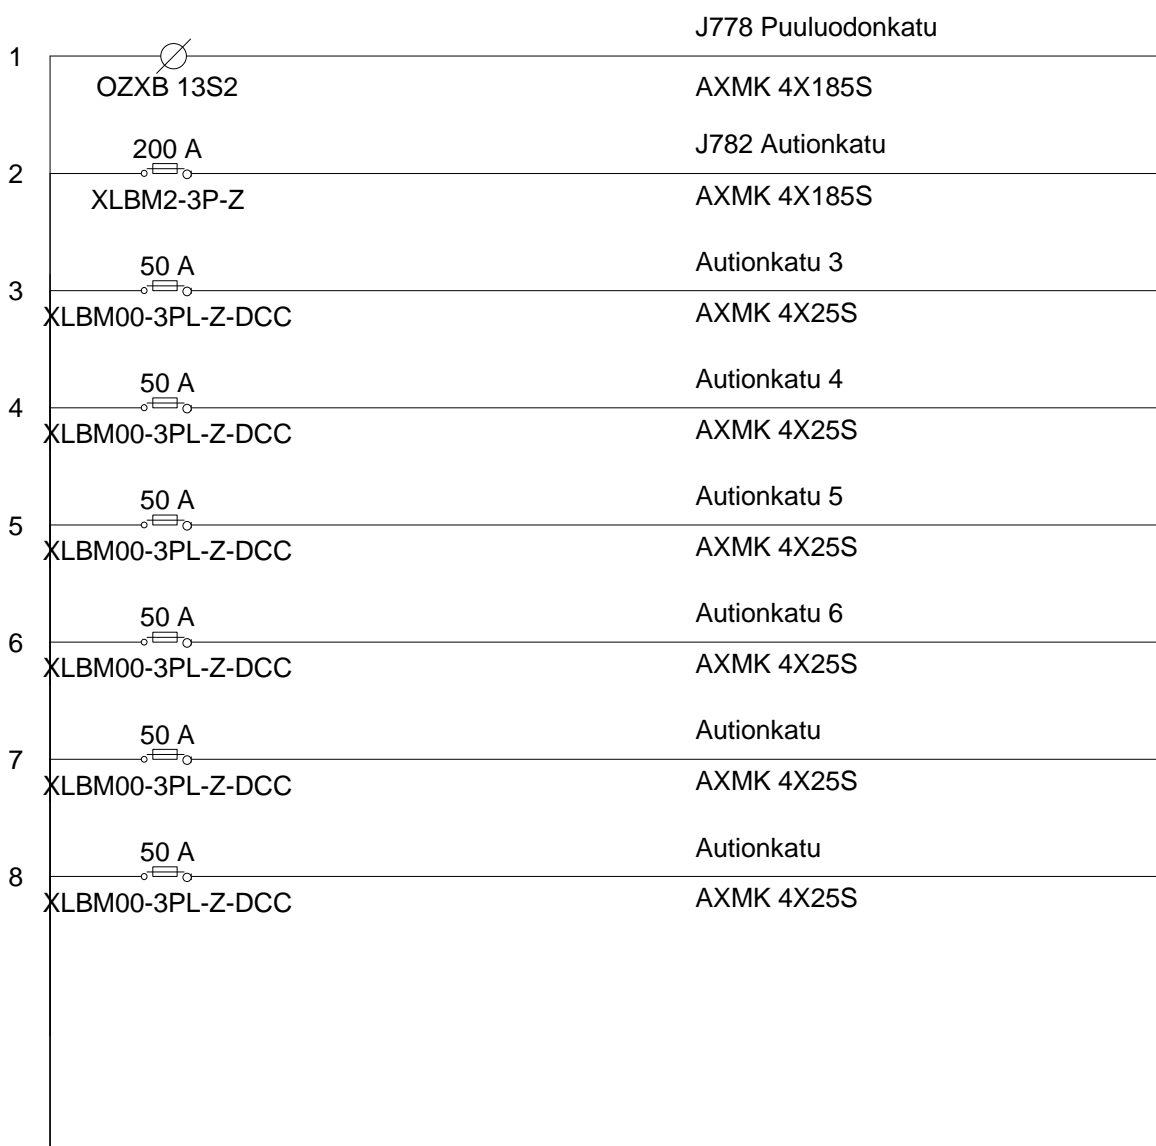 J778 Puuluodonkatu
1
OZXB 13S2
AXMK 4X185S
200 A
J782 Autionkatu
2
XLBM2-3P-Z
AXMK 4X185S
50 A
Autionkatu 3
3
XLBM00-3PL-Z-DCC
AXMK 4X25S
50 A
Autionkatu 4
4
XLBM00-3PL-Z-DCC
AXMK 4X25S
50 A
Autionkatu 5
5
XLBM00-3PL-Z-DCC
AXMK 4X25S
50 A
Autionkatu 6
6
XLBM00-3PL-Z-DCC
AXMK 4X25S
50 A
Autionkatu
7
XLBM00-3PL-Z-DCC
AXMK 4X25S
50 A
Autionkatu
8
XLBM00-3PL-Z-DCC
AXMK 4X25S